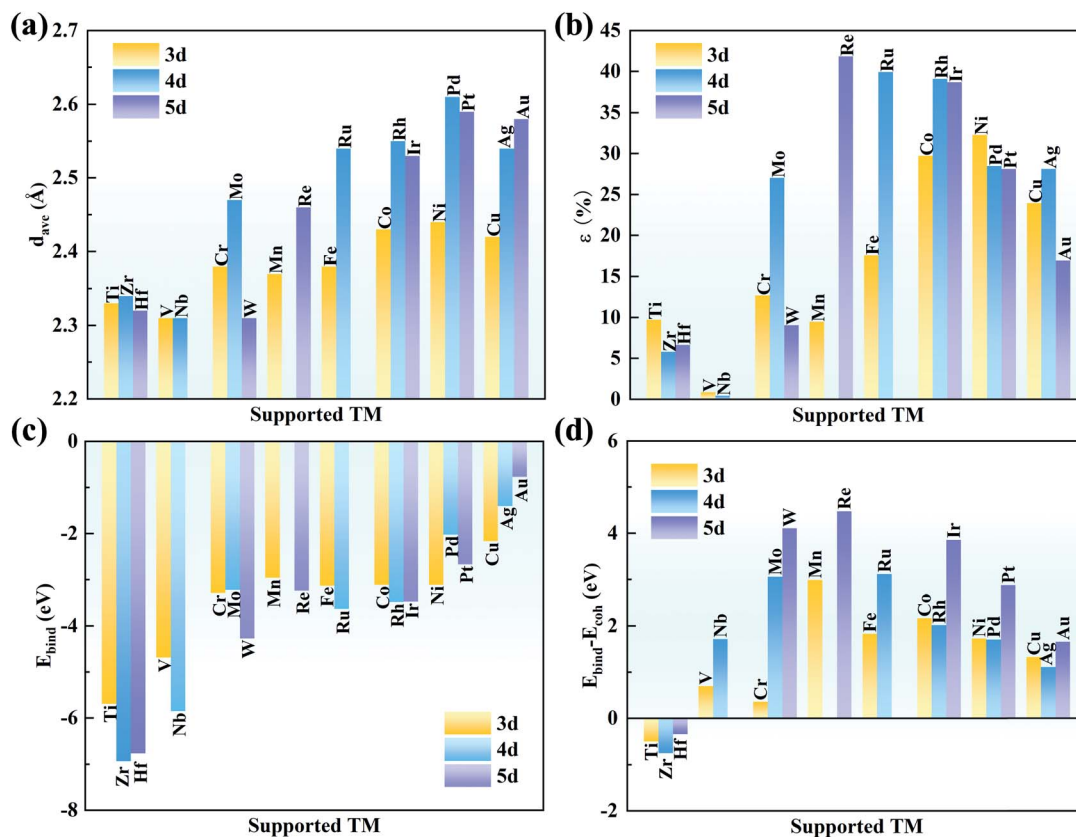 (a)
2.7
2.6
2.5
2.4
2.3
2.2
d_ave (Å)
3d
4d
5d
Ti
Zr
Hf
V
Nb
Cr
Mo
W
Mn
Re
Fe
Ru
Co
Rh
Ir
Ni
Pd
Pt
Cu
Ag
Au
Supported TM
(b)
45
40
35
30
25
20
15
10
5
0
ε (%)
3d
4d
5d
Ti
Zr
Hf
V
Nb
Cr
Mo
W
Mn
Re
Fe
Ru
Co
Rh
Ir
Ni
Pd
Pt
Cu
Ag
Au
Supported TM
(c)
0
-2
-4
-6
-8
E_bind (eV)
Ti
Zr
Hf
V
Nb
Cr
Mo
W
Mn
Re
Fe
Ru
Co
Rh
Ir
Ni
Pd
Pt
Cu
Ag
Au
3d
4d
5d
Supported TM
(d)
6
4
2
0
-2
E_bind-E_coh (eV)
3d
4d
5d
Ti
Zr
Hf
V
Nb
Cr
Mo
W
Mn
Re
Fe
Ru
Co
Rh
Ir
Ni
Pd
Pt
Cu
Ag
Au
Supported TM